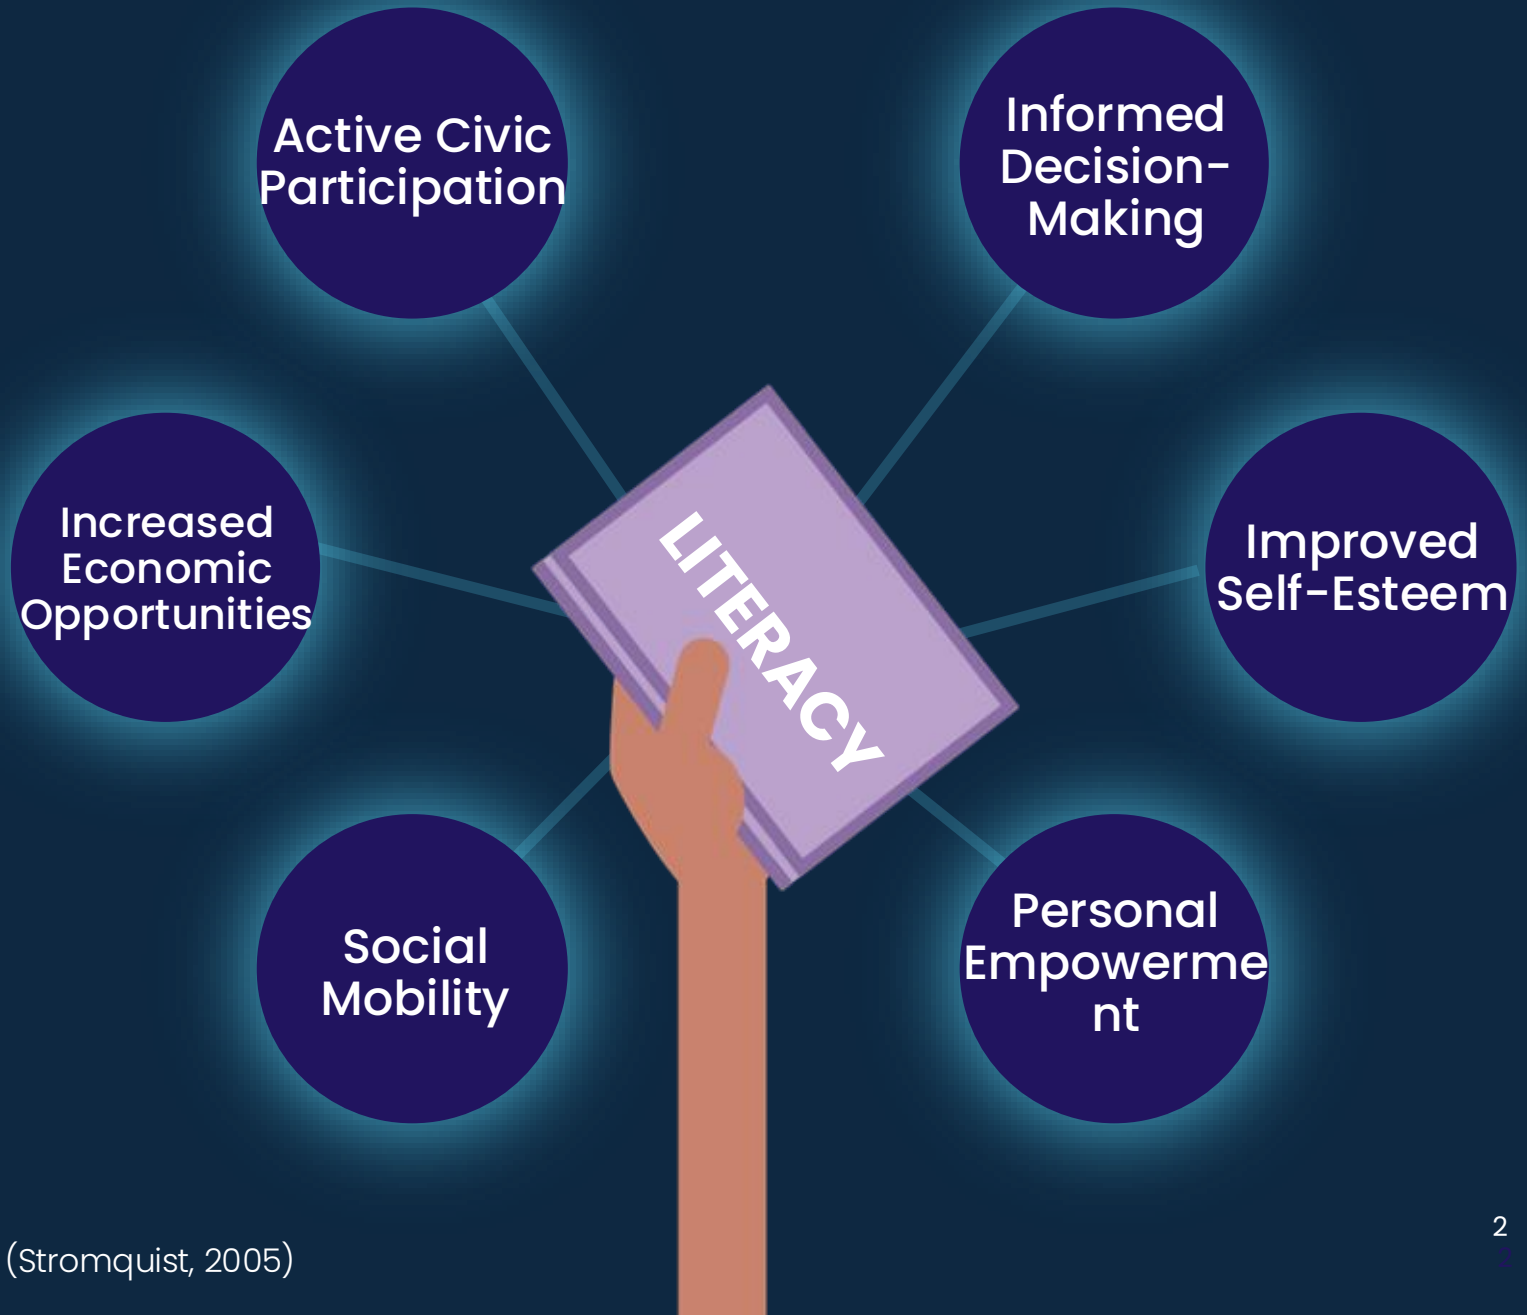 Active Civic
Participation
Informed
Decision-
Making
Increased
Economic
Opportunities
LITERACY
Improved
Self-Esteem
Social
Mobility
Personal
Empowerme
nt
(Stromquist, 2005)
2
2